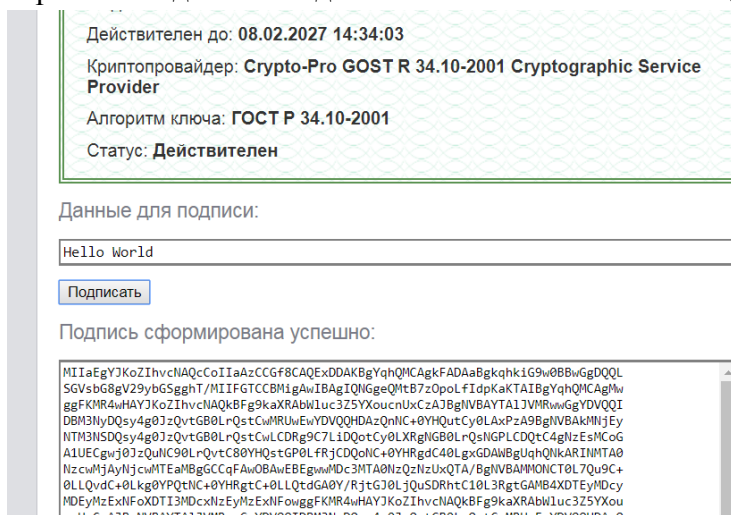 Действителен до: 08.02.2027 14:34:03
Криптопровайдер: Crypto-Pro GOST R 34.10-2001 Cryptographic Service
Provider
Алгоритм ключа: ГОСТ Р 34.10-2001
Статус: Действителен
Данные для подписи:
Hello World
Подписать
Подпись сформирована успешно:
MIIaEgYJKoZIhvcNAQcCoIIaAzCCGf8CAQExDDAKBgYqhQMCAgkFADAaBgkqhkiG9w0BBwGgDQQL
SGVsbG8gV29ybGSgghT/MIIFGTCCBMigAwIBAgIQNGgeQMtB7zOpoLfIdpKaKTAIBgYqhQMCAgMw
ggFKMR4wHAYJKoZIhvcNAQkBFg9kaXRAbWluc3Z5YXoucnUxCzAJBgNVBAYTAlJVMRwwGgYDVQQI
DBM3NyDQsy4g0JzQvtGB0LrQstCwMRUwEwYDVQQHDAzQnNC+0YHQutCy0LAxPzA9BgNVBAkMNjEy
NTM3NSDQsy4g0JzQvtGB0LrQstCwLCDRg9C7LiDQotCy0LXRgNGB0LrQsNGPLCDQtC4gNzEsMCoG
A1UECgwj0JzQuNC90LrQvtC80YHQstGP0LfRjCDQoNC+0YHRgdC40LgxGDAWBgUqhQNkARINMTA0
NzcwMjAyNjcwMTEaMBgGCCqFAwOBAwEBEgwwMDc3MTA0NzQzNzUxQTA/BgNVBAMMONCT0L7Qu9C+
0LLQvdC+0Lkg0YPQtNC+0YHRgtC+0LLQtdGA0Y/RjtGJ0LjQuSDRhtC10L3RgtGAMB4XDTEyMDcy
MDEyMzExNFoXDTI3MDcxNzEyMzExNFowggFKMR4wHAYJKoZIhvcNAQkBFg9kaXRAbWluc3Z5YXou